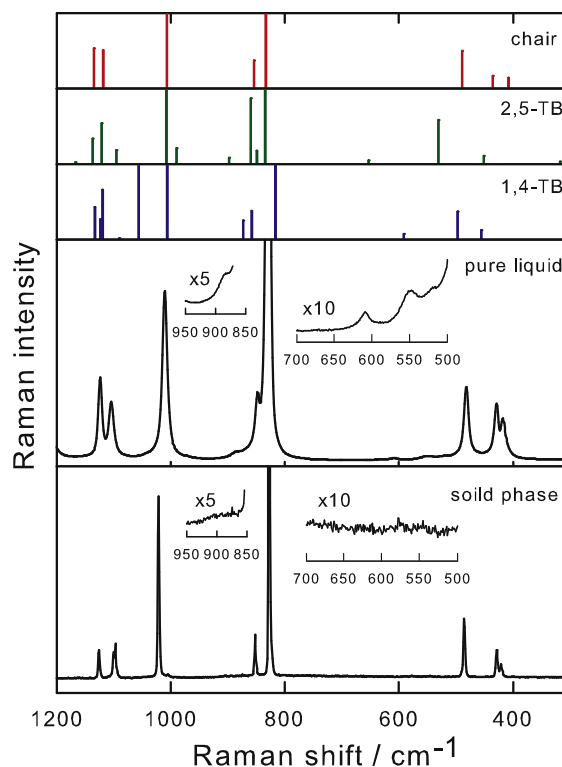 chair
2,5-TB
1,4-TB
pure liquid
x5
950 900 850
x10
700 650 600 550 500
soild phase
x5
950 900 850
x10
700 650 600 550 500
Raman intensity
1200 1000 800 600 400
Raman shift / cm-1